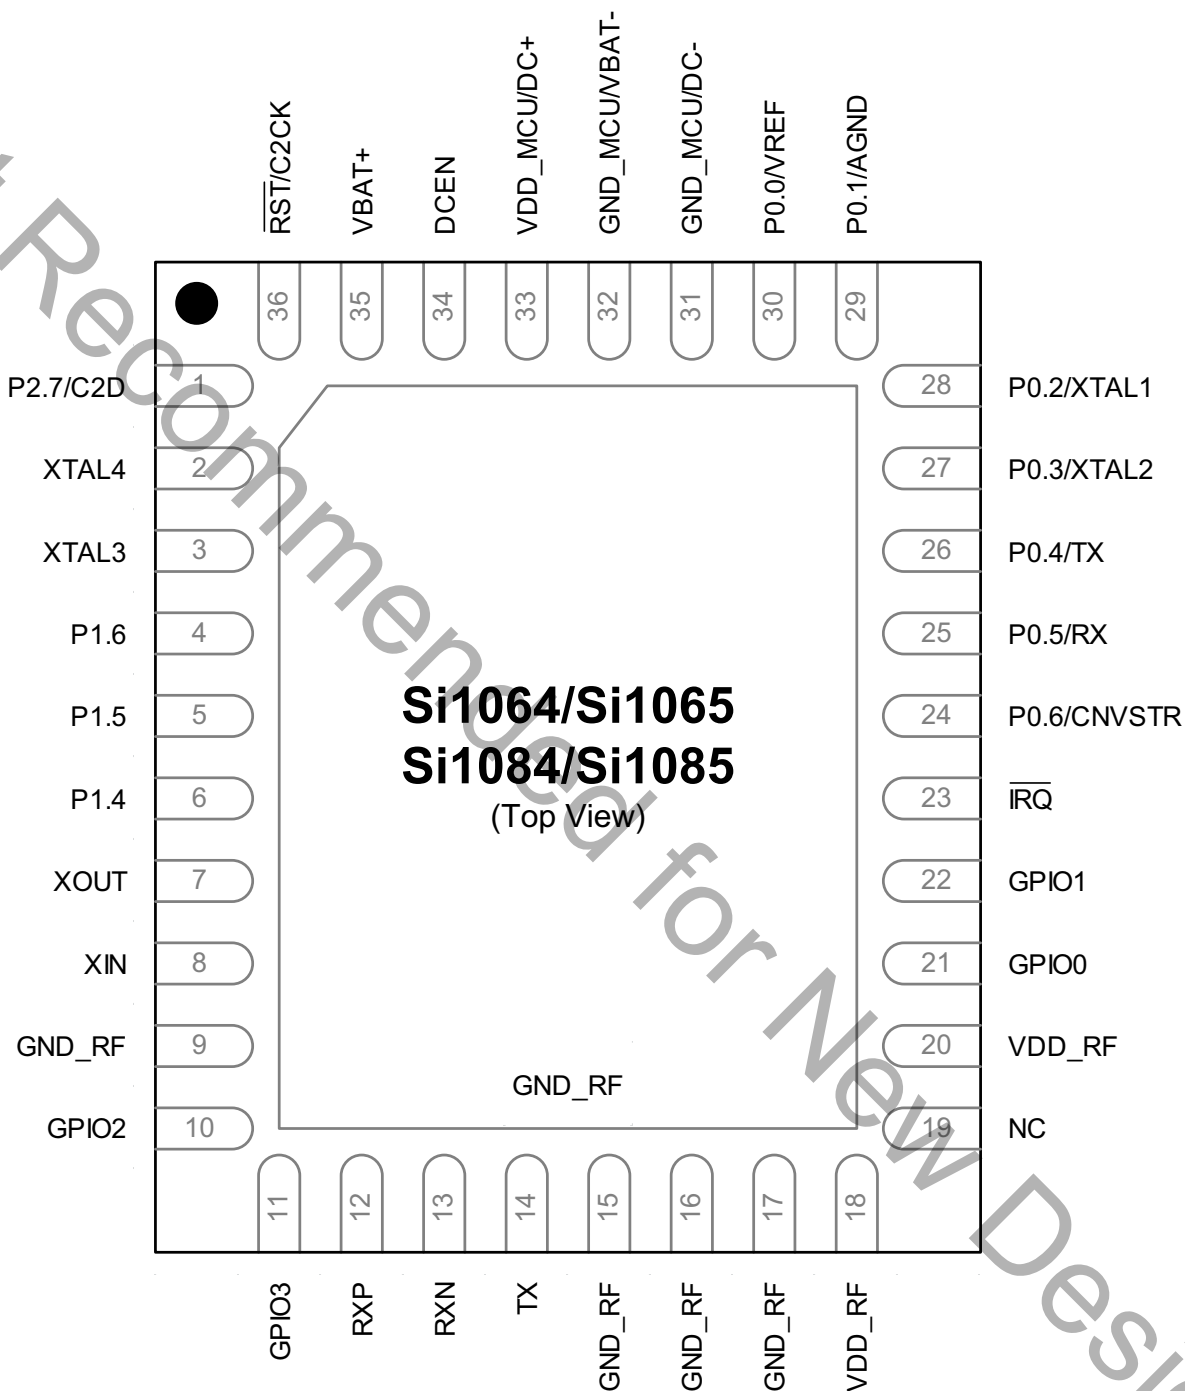 RST/C2CK
VBAT+
DCEN
VDD_MCU/DC+
GND_MCU/VBAT-
GND_MCU/DC-
P0.0/VREF
P0.1/AGND
36
35
34
33
32
31
30
29
P2.7/C2D
1
XTAL4
2
XTAL3
3
P1.6
4
P1.5
5
P1.4
6
XOUT
7
XIN
8
GND_RF
9
GPIO2
10
28
P0.2/XTAL1
27
P0.3/XTAL2
26
P0.4/TX
25
P0.5/RX
24
P0.6/CNVSTR
23
IRQ
22
GPIO1
21
GPIO0
20
VDD_RF
19
NC
Si1064/Si1065
Si1084/Si1085
(Top View)
GND_RF
11
12
13
14
15
16
17
18
GPIO3
RXP
RXN
TX
GND_RF
GND_RF
GND_RF
VDD_RF
Recommended for New